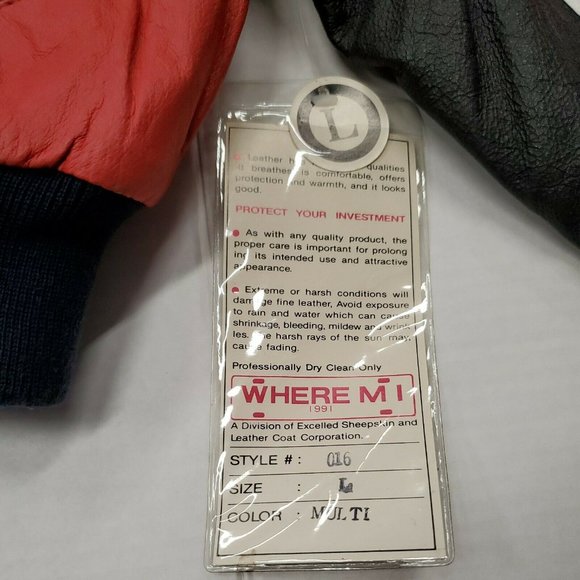 L
Leather h qualities
it breathes, is comfortable, offers
protection and warmth, and it looks
good.
PROTECT YOUR INVESTMENT
As with any quality product, the
proper care is important for prolong
ing its intended use and attractive
appearance.
Extreme or harsh conditions will
damage fine leather, Avoid exposure
to rain and water which can cause
shrinkage, bleeding, mildew and wrink
les. The harsh rays of the sun may
cause fading.
Professionally Dry Clean Only
WHERE M I
1991
A Division of Excelled Sheepskin and
Leather Coat Corporation.
STYLE # : 016
SIZE : L
COLOR : MULTI